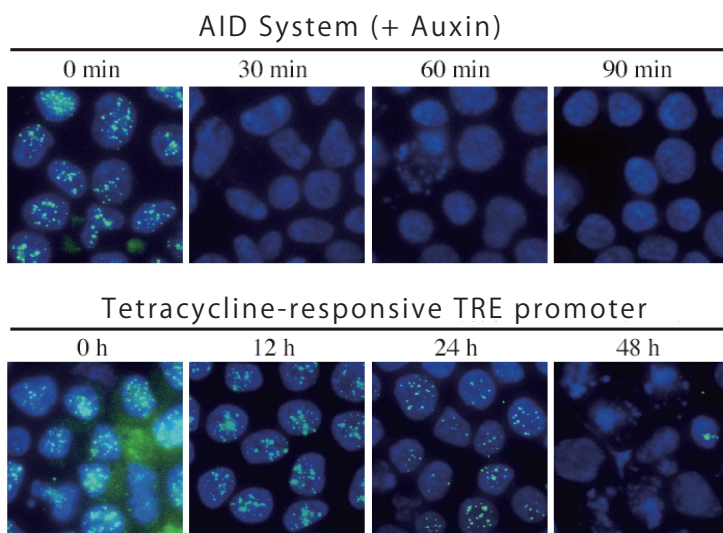 AID System (+ Auxin)
0 min 30 min 60 min 90 min
Tetracycline-responsive TRE promoter
0 h 12 h 24 h 48 h